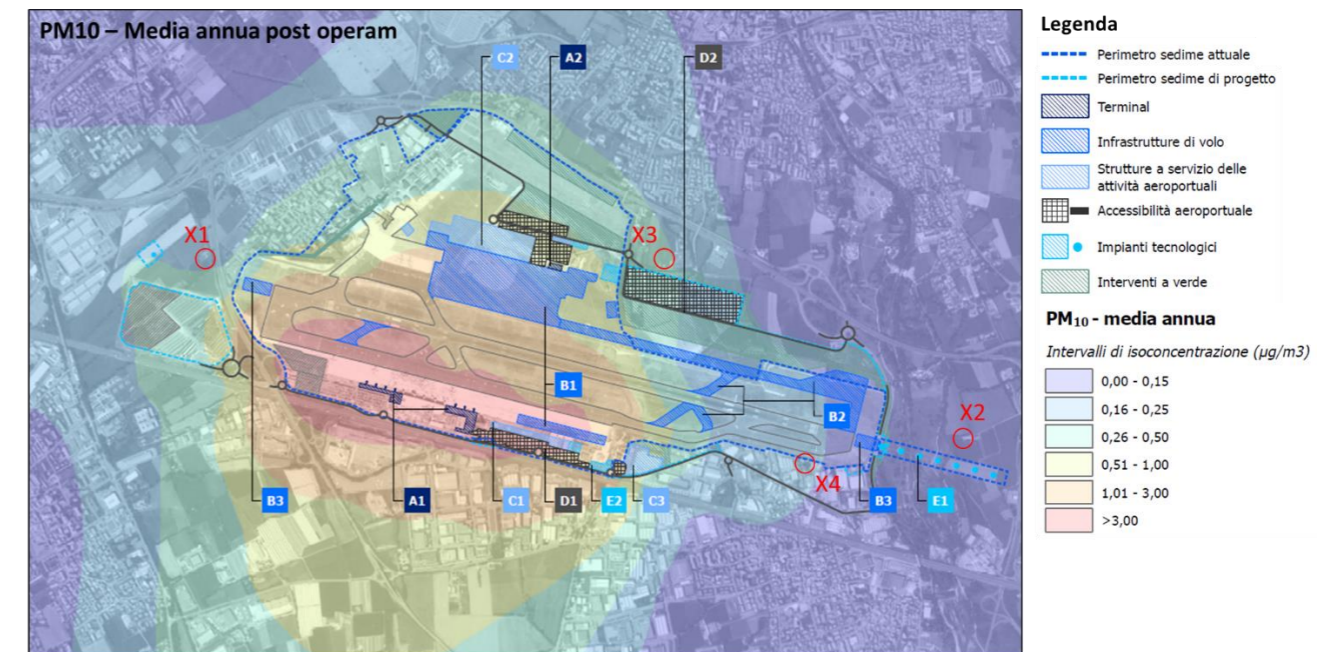 PM10 – Media annua post operam
C2
A2
D2
X1
X3
X2
X4
B1
B2
B3
A1
C1
D1
E2
C3
B3
E1
Legenda
Perimetro sedime attuale
Perimetro sedime di progetto
Terminal
Infrastrutture di volo
Strutture a servizio delle
attività aeroportuali
Accessibilità aeroportuale
Impianti tecnologici
Interventi a verde
PM₁₀ - media annua
Intervalli di isoconcentrazione (µg/m3)
0,00 - 0,15
0,16 - 0,25
0,26 - 0,50
0,51 - 1,00
1,01 - 3,00
>3,00